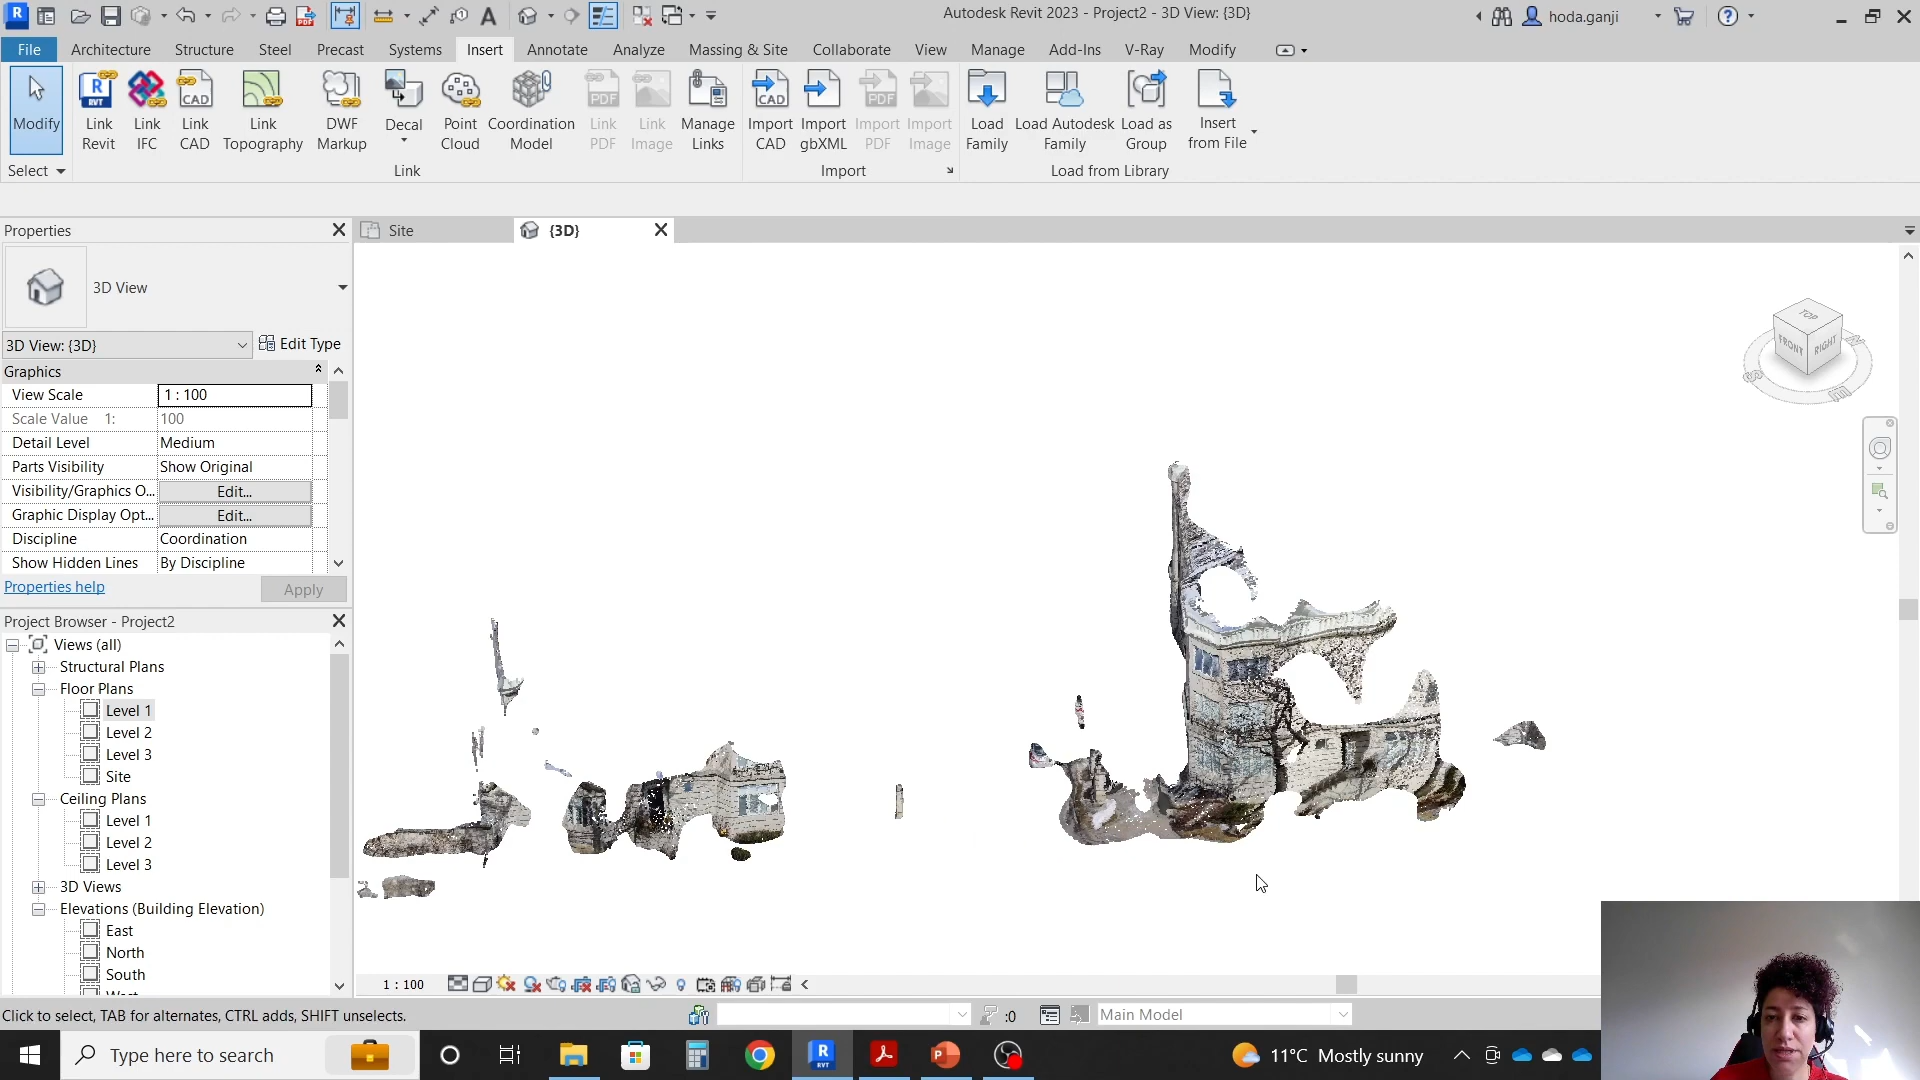 Autodesk Revit 2023 - Project2 - 3D View: {3D}
hoda.ganji
File Architecture Structure Steel Precast Systems Insert Annotate Analyze Massing & Site Collaborate View Manage Add-Ins V-Ray Modify
Modify
Link Revit
Link IFC
Link CAD
Link Topography
DWF Markup
Decal
Point Cloud
Coordination Model
Link PDF
Link Image
Manage Links
Import CAD
Import gbXML
Import PDF
Import Image
Load Family
Load Autodesk Family
Load as Group
Insert from File
Select Link Import Load from Library
Properties
Site
{3D}
3D View
3D View: {3D}
Edit Type
Graphics
View Scale 1 : 100
Scale Value 1: 100
Detail Level Medium
Parts Visibility Show Original
Visibility/Graphics O... Edit...
Graphic Display Opt... Edit...
Discipline Coordination
Show Hidden Lines By Discipline
Properties help Apply
Project Browser - Project2
Views (all)
Structural Plans
Floor Plans
Level 1
Level 2
Level 3
Site
Ceiling Plans
Level 1
Level 2
Level 3
3D Views
Elevations (Building Elevation)
East
North
South
TOP
FRONT
RIGHT
1 : 100
Click to select, TAB for alternates, CTRL adds, SHIFT unselects.
:0
Main Model
Type here to search
11°C Mostly sunny